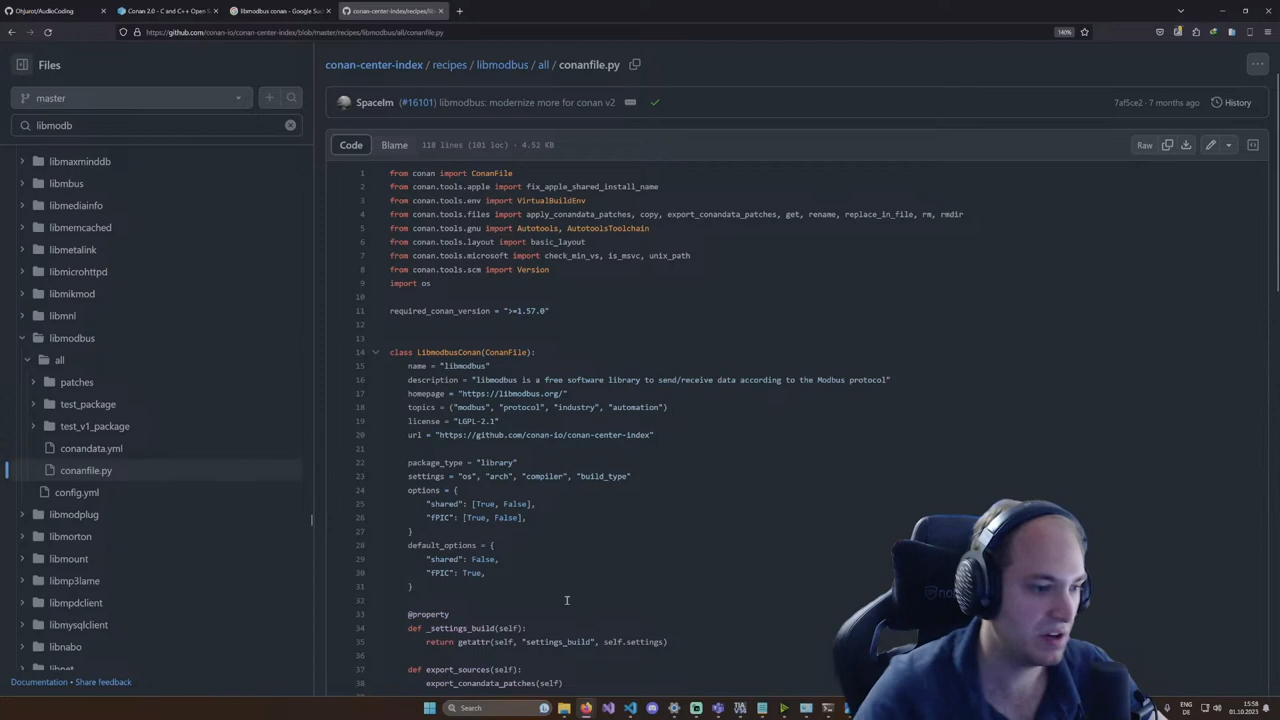 Ohjurot/AudioCoding
Conan 2.0 - C and C++ Open S
libmodbus conan - Google Suc
conan-center-index/recipes/lib
https://github.com/conan-io/conan-center-index/blob/master/recipes/libmodbus/all/conanfile.py
140%
Files
conan-center-index / recipes / libmodbus / all / conanfile.py
master
SpaceIm (#16101) libmodbus: modernize more for conan v2
7af5ce2 · 7 months ago
History
libmodb
Code
Blame
118 lines (101 loc) · 4.52 KB
Raw
libmaxminddb
libmbus
libmediainfo
libmemcached
libmetalink
libmicrohttpd
libmikmod
libmnl
libmodbus
all
patches
test_package
test_v1_package
conandata.yml
conanfile.py
config.yml
libmodplug
libmorton
libmount
libmp3lame
libmpdclient
libmysqlclient
libnabo
libnet
Documentation • Share feedback
1 from conan import ConanFile
2 from conan.tools.apple import fix_apple_shared_install_name
3 from conan.tools.env import VirtualBuildEnv
4 from conan.tools.files import apply_conandata_patches, copy, export_conandata_patches, get, rename, replace_in_file, rm, rmdir
5 from conan.tools.gnu import Autotools, AutotoolsToolchain
6 from conan.tools.layout import basic_layout
7 from conan.tools.microsoft import check_min_vs, is_msvc, unix_path
8 from conan.tools.scm import Version
9 import os
10
11 required_conan_version = ">=1.57.0"
12
13
14 class LibmodbusConan(ConanFile):
15 name = "libmodbus"
16 description = "libmodbus is a free software library to send/receive data according to the Modbus protocol"
17 homepage = "https://libmodbus.org/"
18 topics = ("modbus", "protocol", "industry", "automation")
19 license = "LGPL-2.1"
20 url = "https://github.com/conan-io/conan-center-index"
21
22 package_type = "library"
23 settings = "os", "arch", "compiler", "build_type"
24 options = {
25 "shared": [True, False],
26 "fPIC": [True, False],
27 }
28 default_options = {
29 "shared": False,
30 "fPIC": True,
31 }
32
33 @property
34 def _settings_build(self):
35 return getattr(self, "settings_build", self.settings)
36
37 def export_sources(self):
38 export_conandata_patches(self)
Search
ENG
DE
15:58
01.10.2023